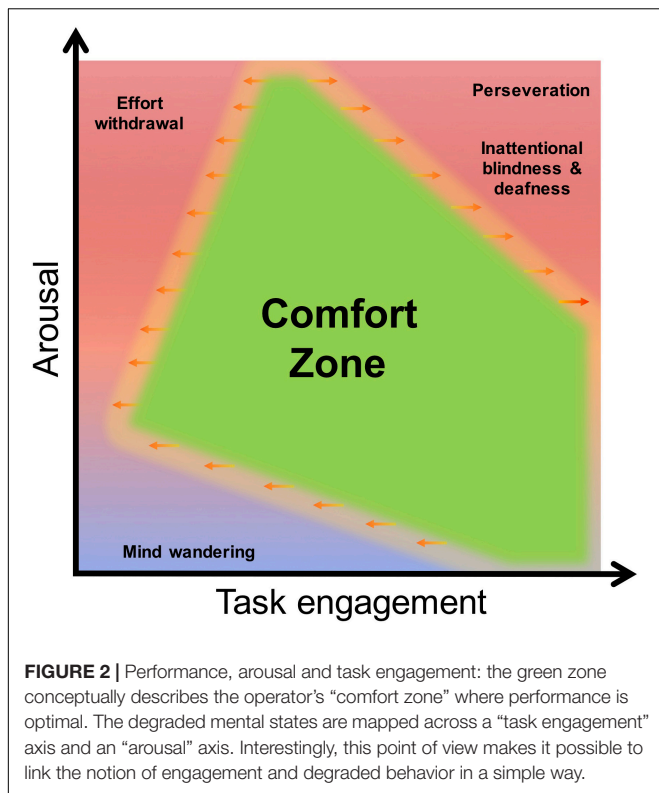 Effort
withdrawal
Perseveration
Inattentional
blindness &
deafness
Arousal
Comfort
Zone
Mind wandering
Task engagement
FIGURE 2 | Performance, arousal and task engagement: the green zone
conceptually describes the operator's “comfort zone” where performance is
optimal. The degraded mental states are mapped across a “task engagement”
axis and an “arousal” axis. Interestingly, this point of view makes it possible to
link the notion of engagement and degraded behavior in a simple way.